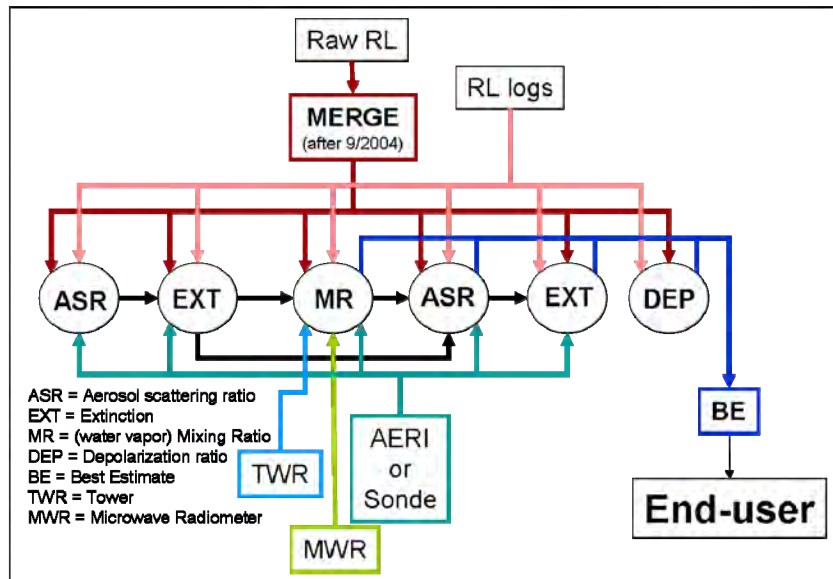 Raw RL
RL logs
MERGE
(after 9/2004)
ASR
EXT
MR
ASR
EXT
DEP
ASR = Aerosol scattering ratio
EXT = Extinction
MR = (water vapor) Mixing Ratio
DEP = Depolarization ratio
BE = Best Estimate
TWR = Tower
MWR = Microwave Radiometer
TWR
MWR
AERI
or
Sonde
BE
End-user